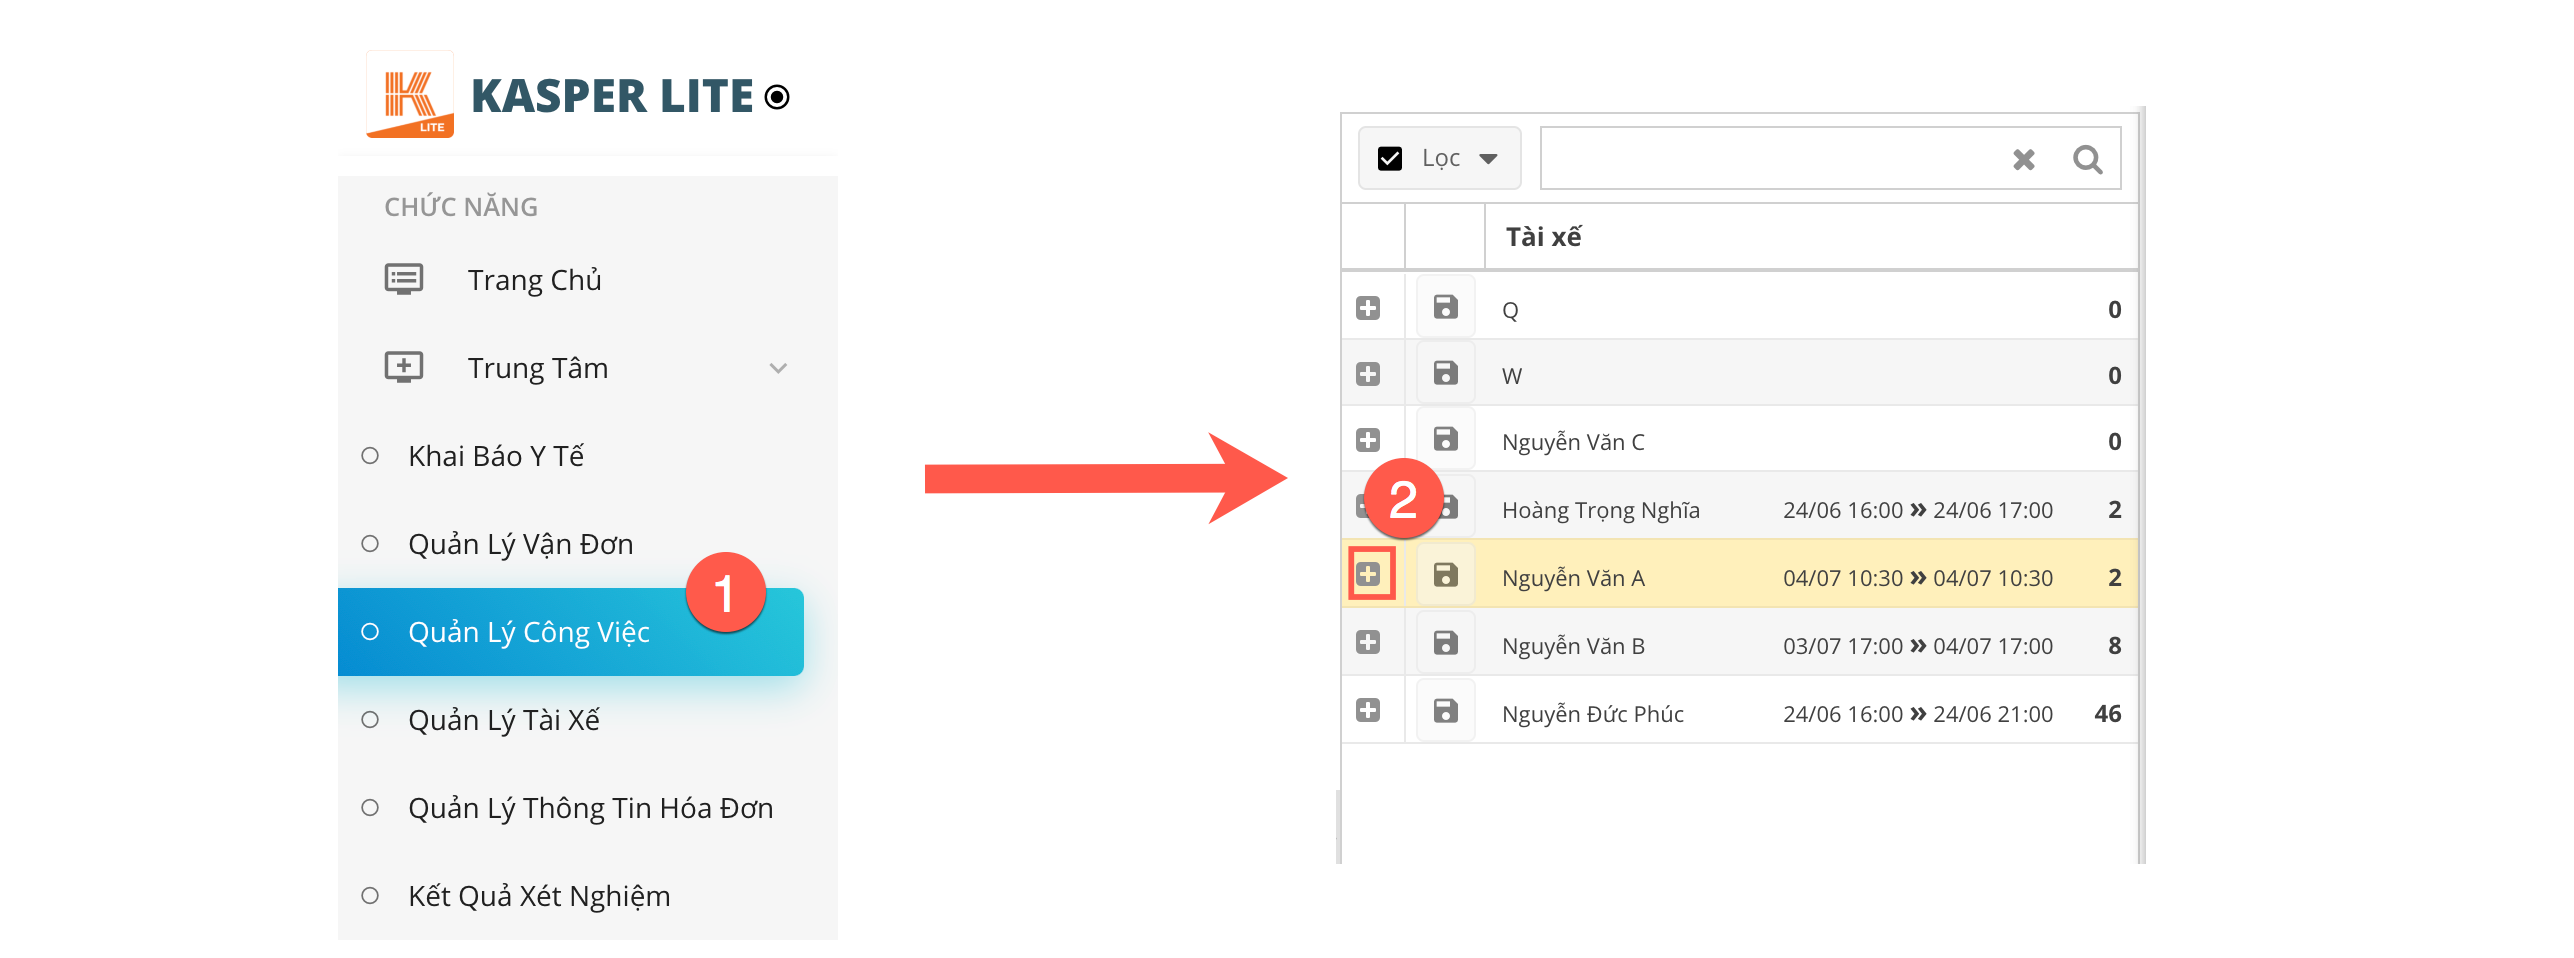 LITE
KASPER LITE
CHỨC NĂNG
Trang Chủ
Trung Tâm
Khai Báo Y Tế
Quản Lý Vận Đơn
1
Quản Lý Công Việc
Quản Lý Tài Xế
Quản Lý Thông Tin Hóa Đơn
Kết Quả Xét Nghiệm
Lọc
Tài xế
Q 0
W 0
Nguyễn Văn C 0
2
Hoàng Trọng Nghĩa 24/06 16:00 » 24/06 17:00 2
Nguyễn Văn A 04/07 10:30 » 04/07 10:30 2
Nguyễn Văn B 03/07 17:00 » 04/07 17:00 8
Nguyễn Đức Phúc 24/06 16:00 » 24/06 21:00 46